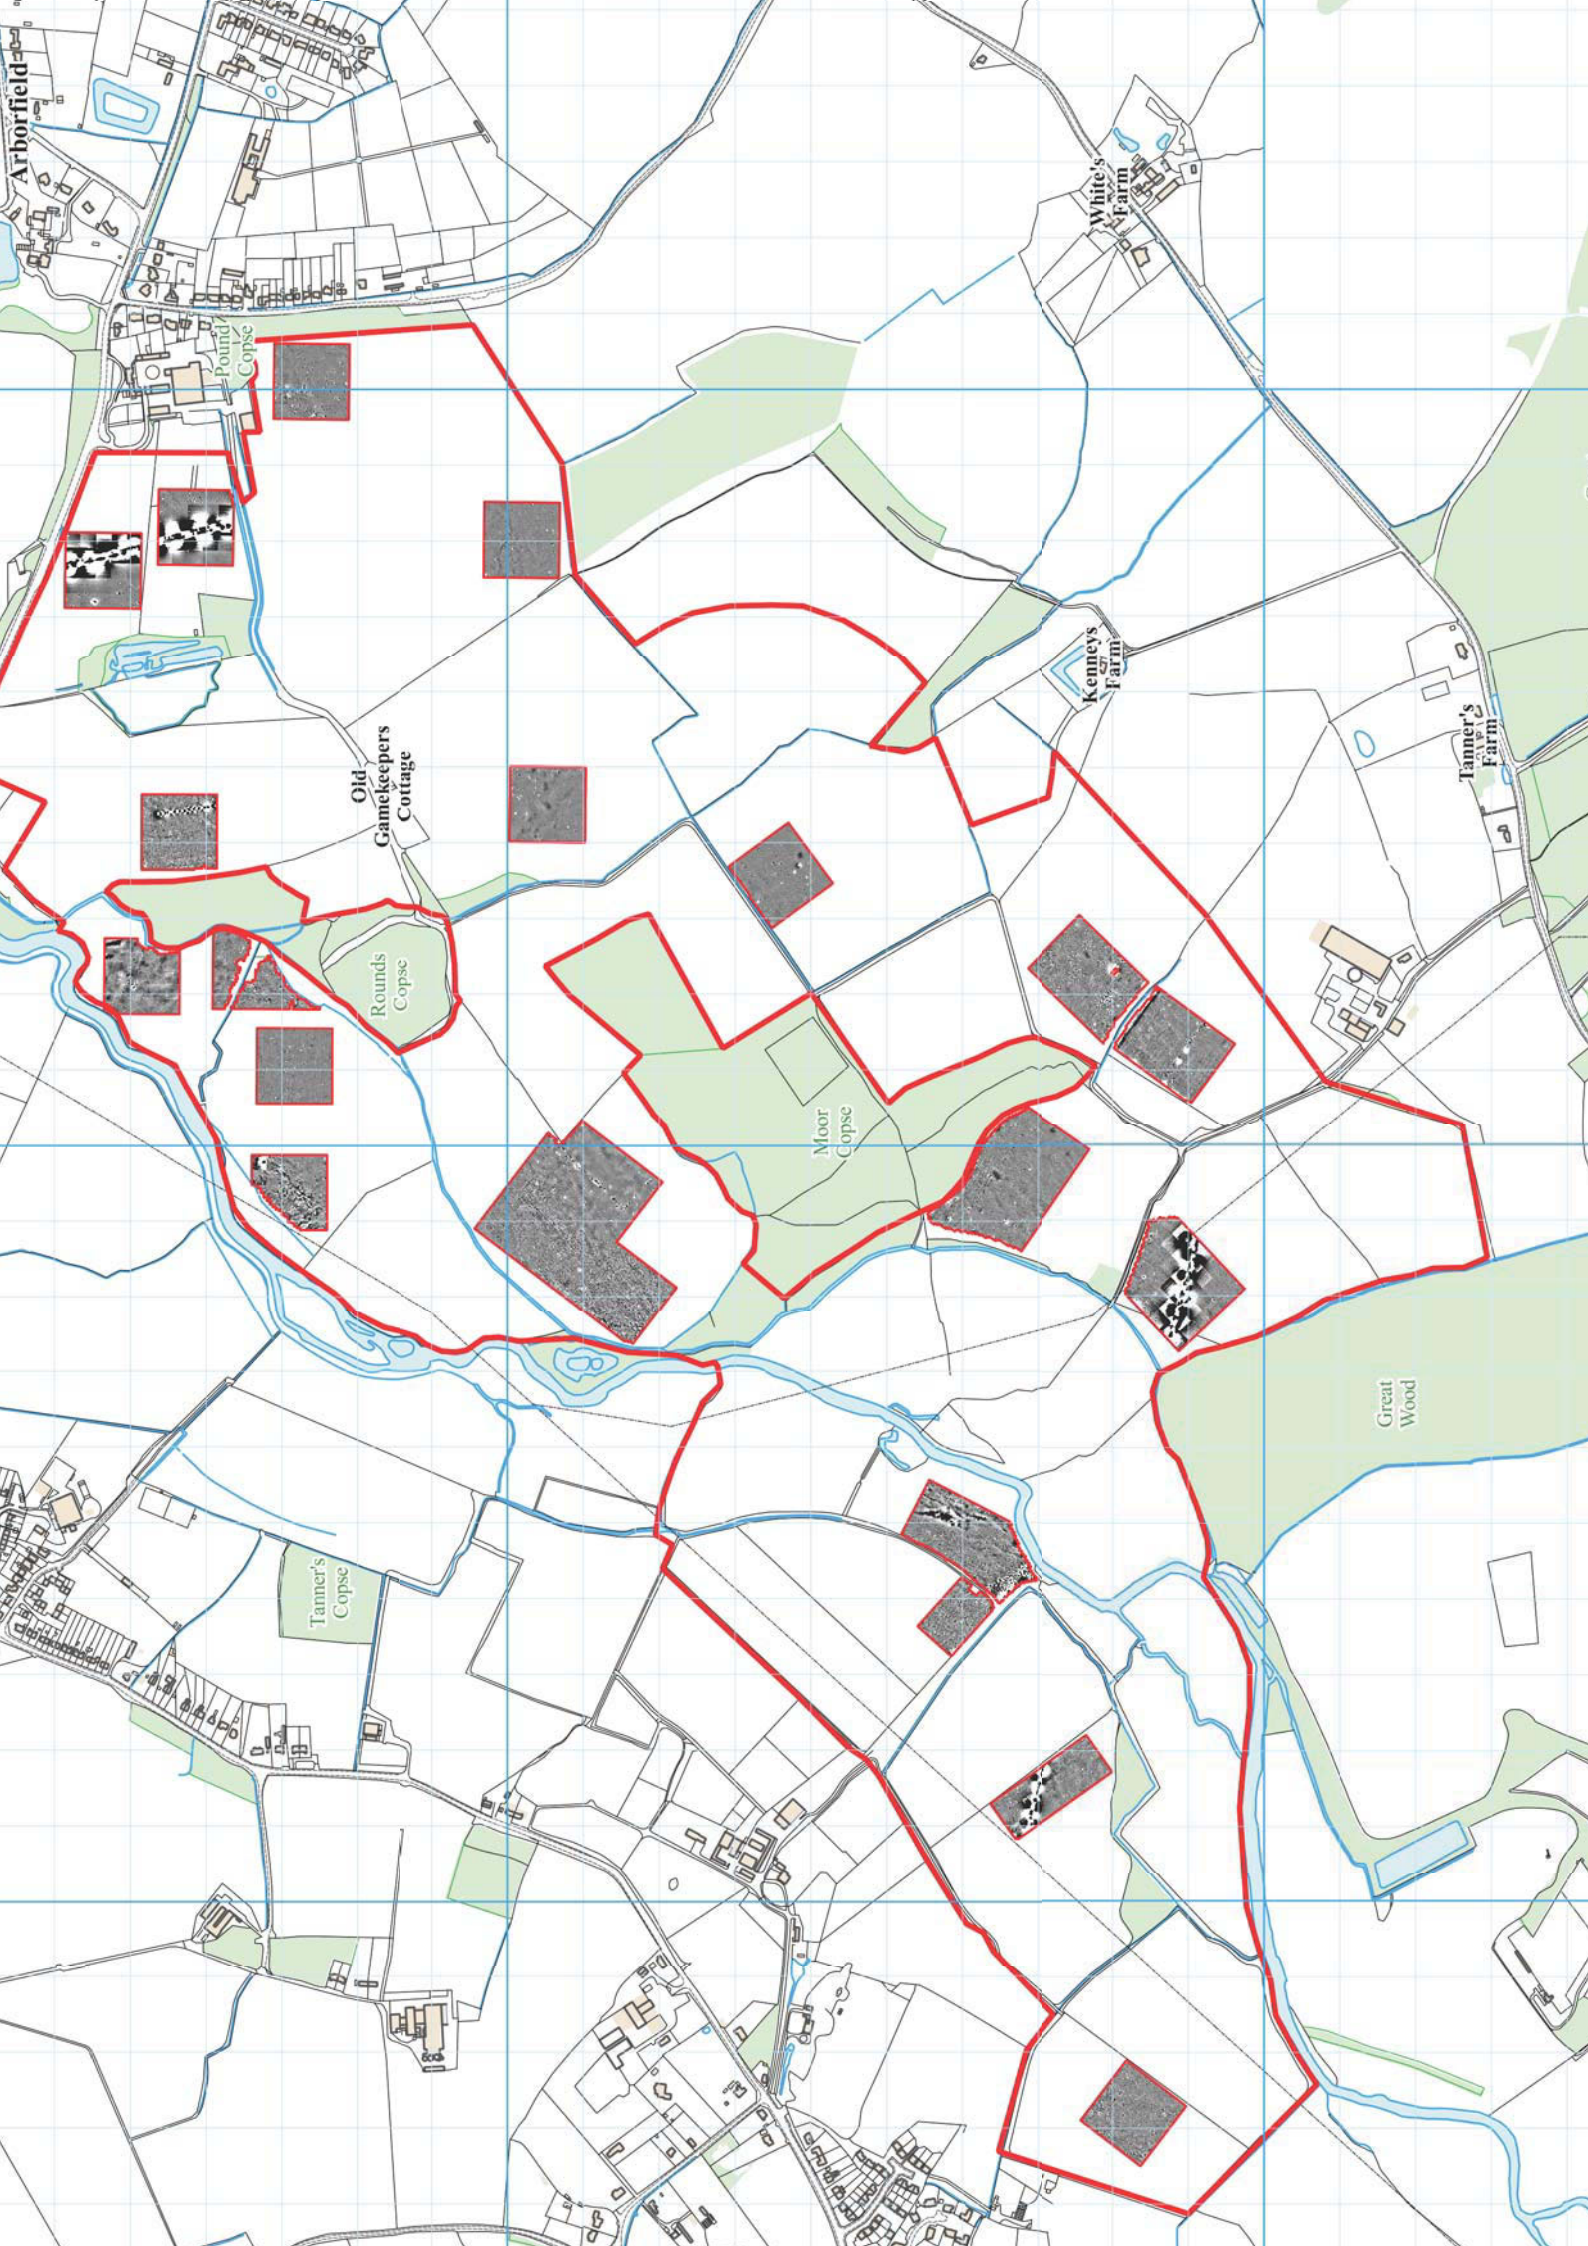 Arborfield
Pound
Copse
White's
Farm
Old
Gamekeepers
Cottage
Kenneys
Farm
Tanner's
Farm
Rounds
Copse
Moor
Copse
Great
Wood
Tanner's
Copse